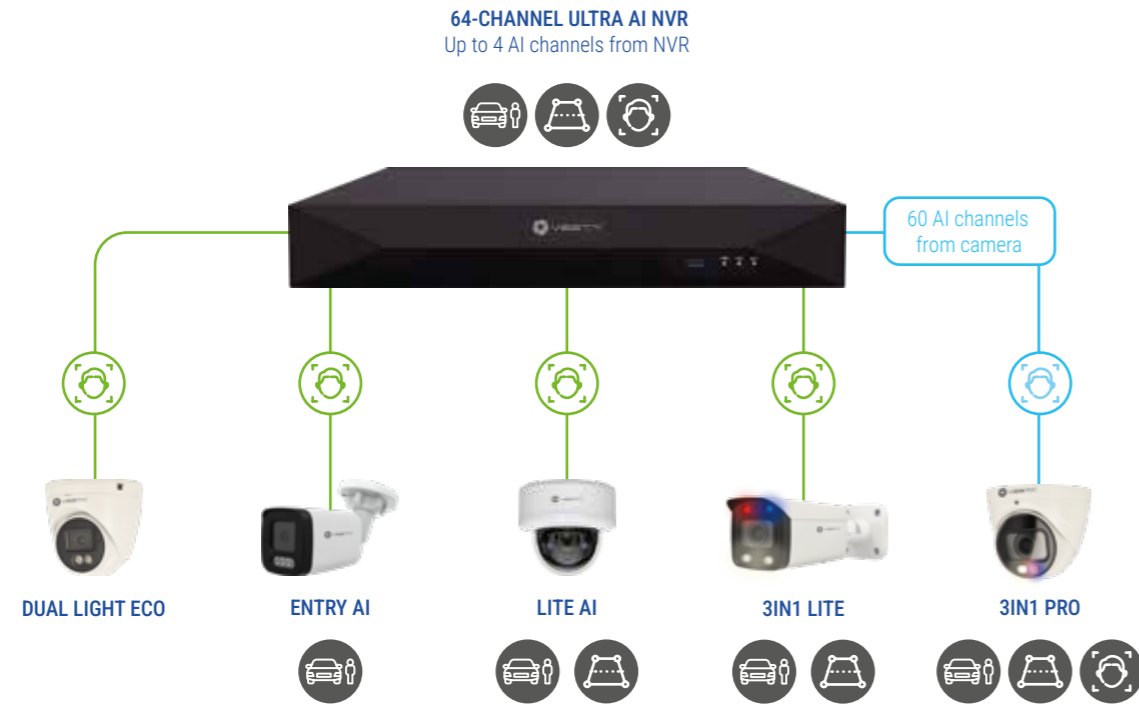 64-CHANNEL ULTRA AI NVR
Up to 4 AI channels from NVR
60 AI channels
from camera
DUAL LIGHT ECO
ENTRY AI
LITE AI
3IN1 LITE
3IN1 PRO